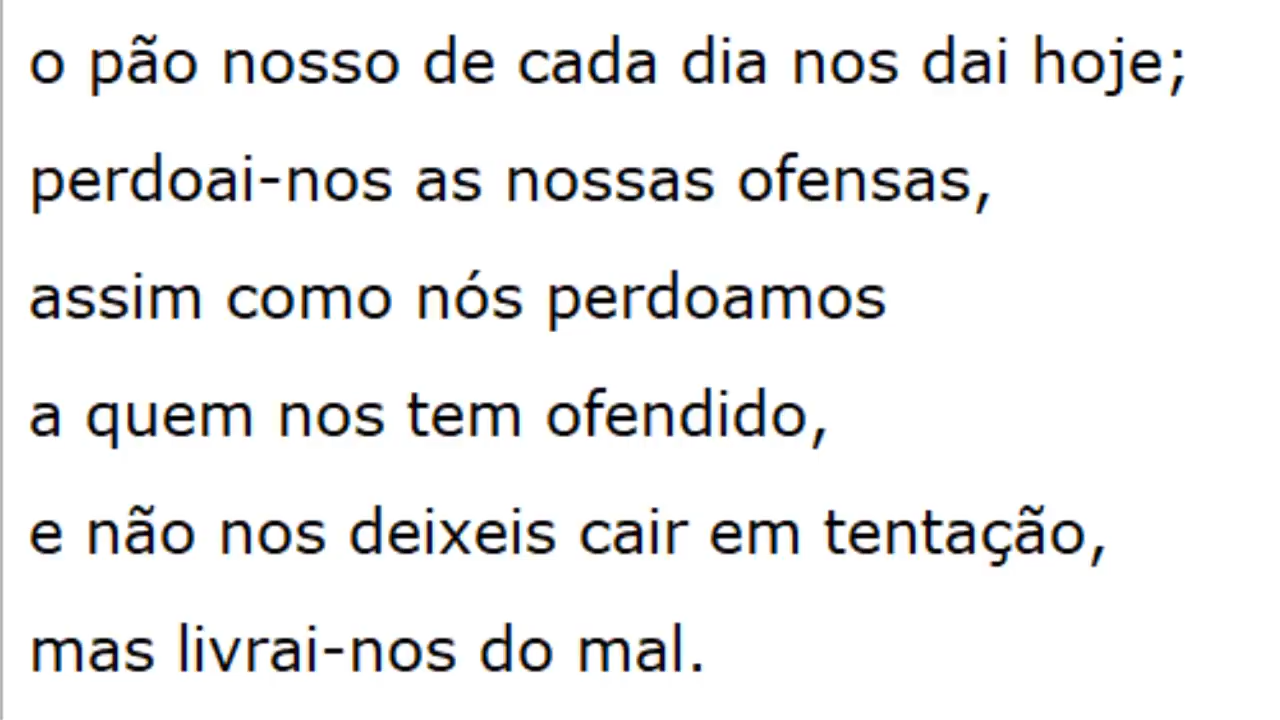 o pão nosso de cada dia nos dai hoje;
perdoai-nos as nossas ofensas,
assim como nós perdoamos
a quem nos tem ofendido,
e não nos deixeis cair em tentação,
mas livrai-nos do mal.